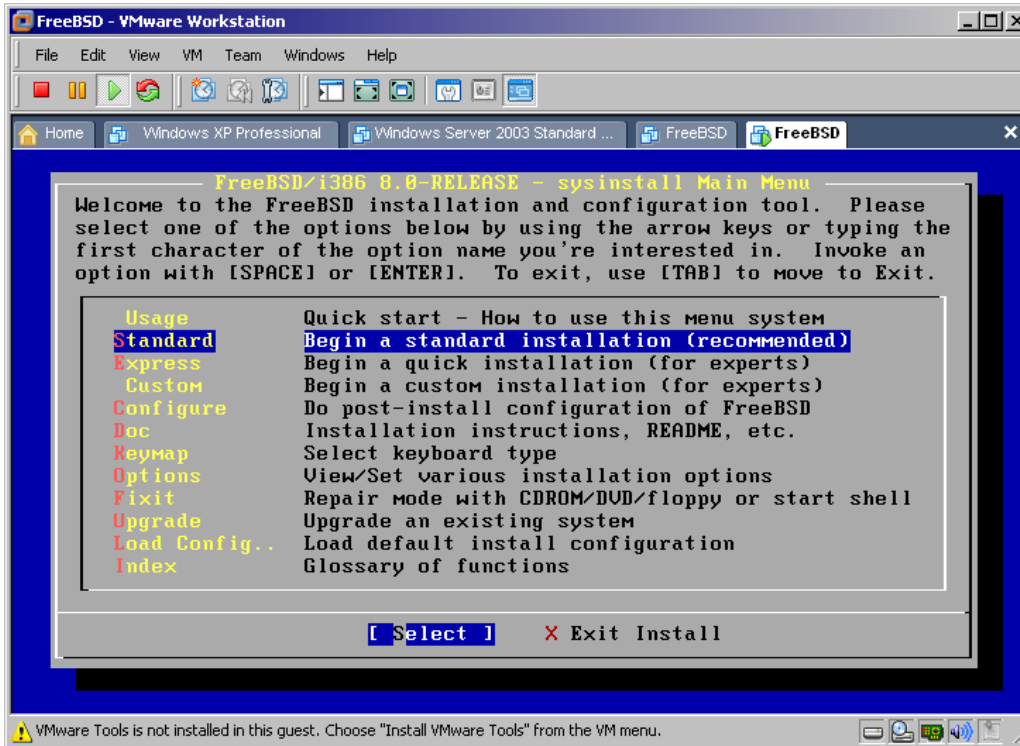 FreeBSD - VMware Workstation
File Edit View VM Team Windows Help
Home Windows XP Professional Windows Server 2003 Standard ... FreeBSD FreeBSD
FreeBSD/i386 8.0-RELEASE - sysinstall Main Menu
Welcome to the FreeBSD installation and configuration tool. Please
select one of the options below by using the arrow keys or typing the
first character of the option name you're interested in. Invoke an
option with [SPACE] or [ENTER]. To exit, use [TAB] to move to Exit.
Usage Quick start - How to use this menu system
Standard Begin a standard installation (recommended)
Express Begin a quick installation (for experts)
Custom Begin a custom installation (for experts)
Configure Do post-install configuration of FreeBSD
Doc Installation instructions, README, etc.
Keymap Select keyboard type
Options View/Set various installation options
Fixit Repair mode with CDROM/DVD/floppy or start shell
Upgrade Upgrade an existing system
Load Config.. Load default install configuration
Index Glossary of functions
[ Select ] X Exit Install
VMware Tools is not installed in this guest. Choose "Install VMware Tools" from the VM menu.